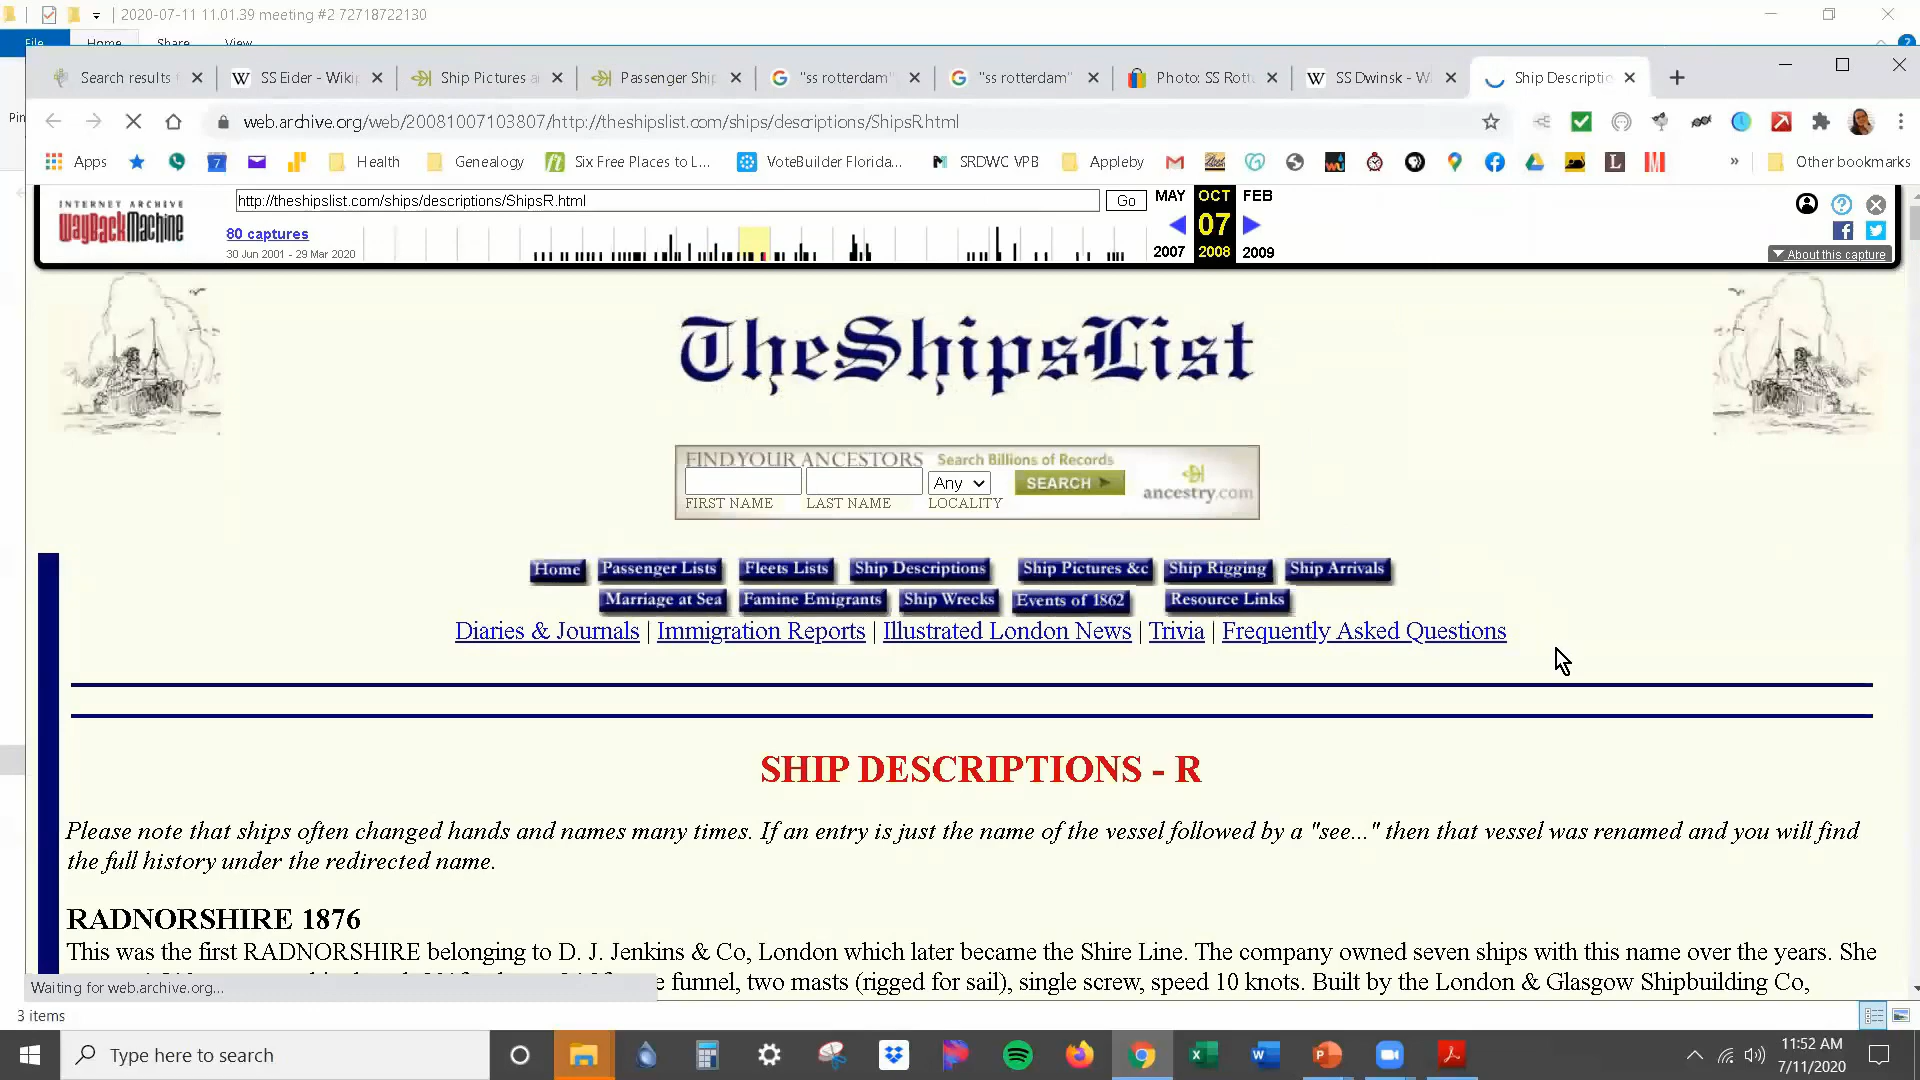 2020-07-11 11.01.39 meeting #2 72718722130
File Home Share View
Search results
SS Eider - Wikip
Ship Pictures a
Passenger Ship
"ss rotterdam"
"ss rotterdam"
Photo: SS Rott
SS Dwinsk - W
Ship Descriptio
web.archive.org/web/20081007103807/http://theshipslist.com/ships/descriptions/ShipsR.html
Pin
Apps
Health
Genealogy
Six Free Places to L...
VoteBuilder Florida...
SRDWC VPB
Appleby
Other bookmarks
INTERNET ARCHIVE
WayBackMachine
http://theshipslist.com/ships/descriptions/ShipsR.html
Go
MAY OCT FEB
07
2007 2008 2009
80 captures
30 Jun 2001 - 29 Mar 2020
About this capture
TheShipsList
FIND YOUR ANCESTORS Search Billions of Records
Any
SEARCH
ancestry.com
FIRST NAME LAST NAME LOCALITY
Home Passenger Lists Fleets Lists Ship Descriptions Ship Pictures &c Ship Rigging Ship Arrivals
Marriage at Sea Famine Emigrants Ship Wrecks Events of 1862 Resource Links
Diaries & Journals | Immigration Reports | Illustrated London News | Trivia | Frequently Asked Questions
SHIP DESCRIPTIONS - R
Please note that ships often changed hands and names many times. If an entry is just the name of the vessel followed by a "see..." then that vessel was renamed and you will find
the full history under the redirected name.
RADNORSHIRE 1876
This was the first RADNORSHIRE belonging to D. J. Jenkins & Co, London which later became the Shire Line. The company owned seven ships with this name over the years. She
e funnel, two masts (rigged for sail), single screw, speed 10 knots. Built by the London & Glasgow Shipbuilding Co,
Waiting for web.archive.org...
3 items
Type here to search
11:52 AM
7/11/2020